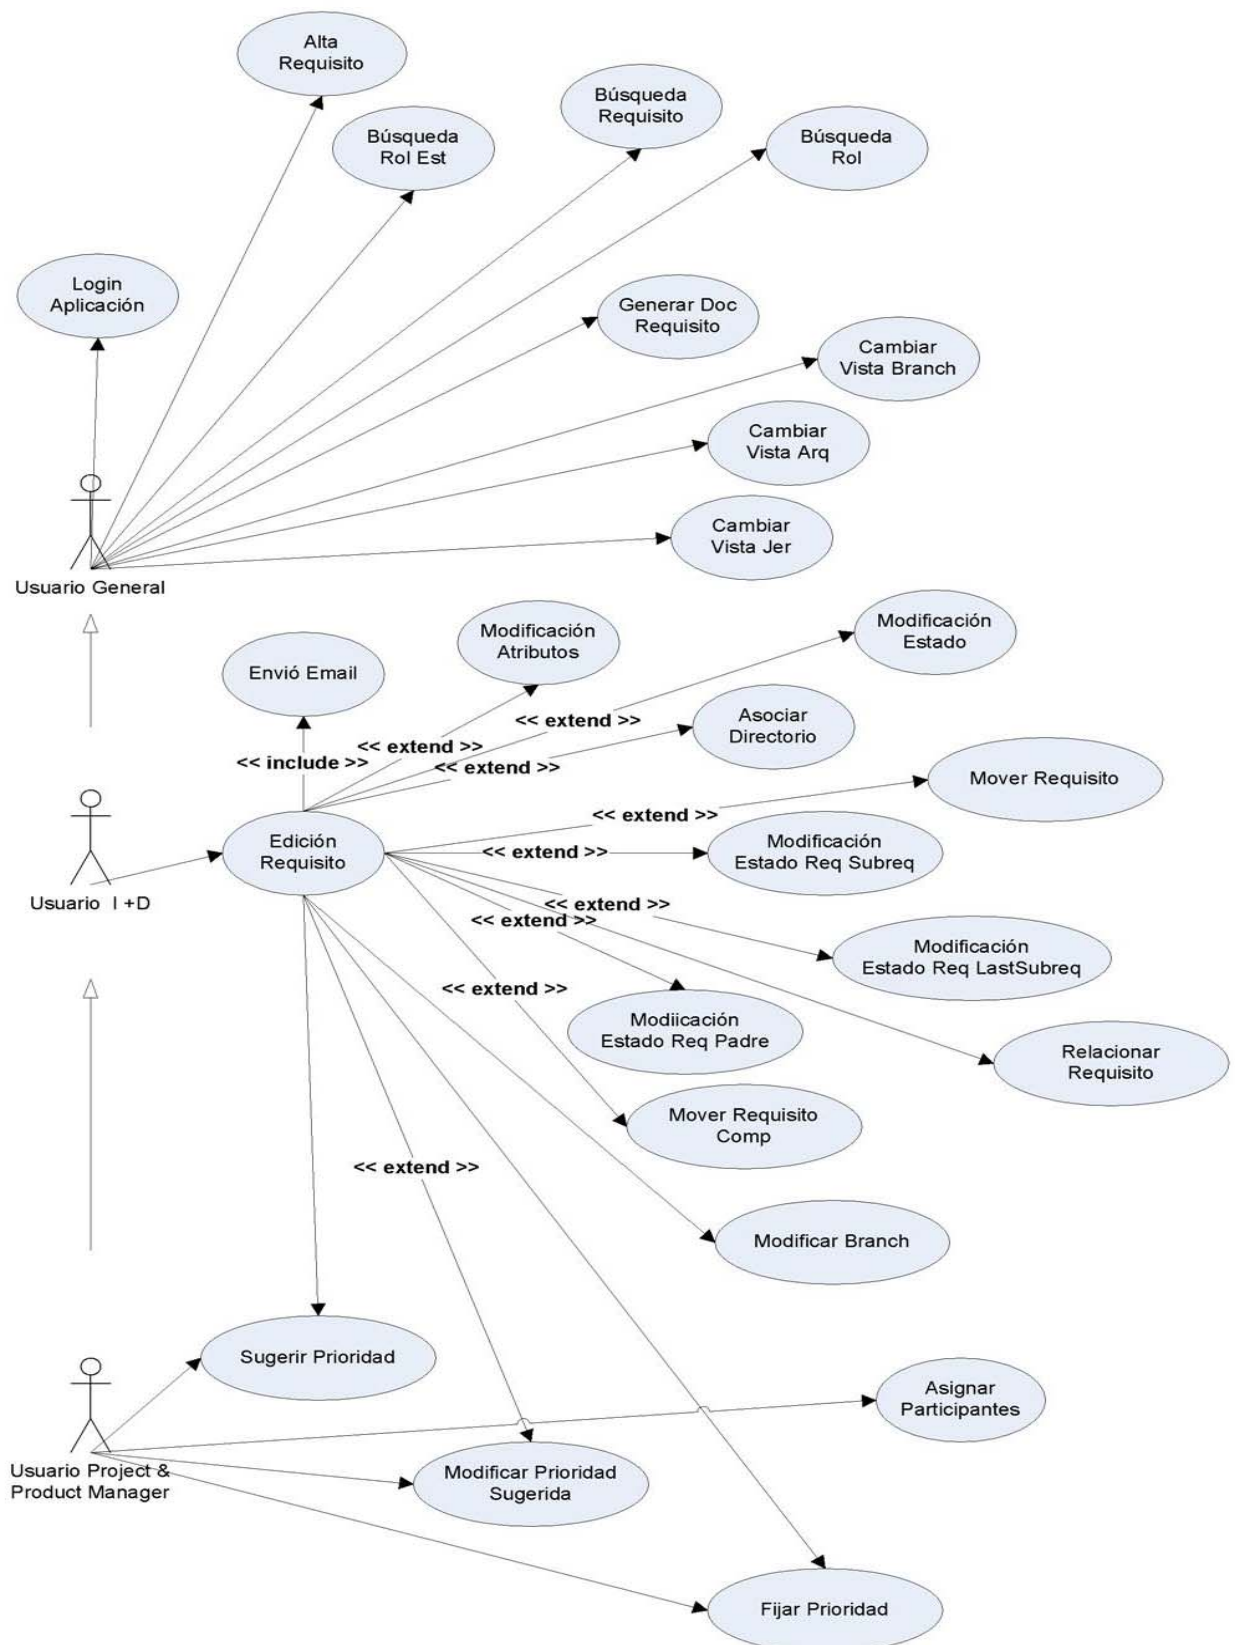 Alta
Requisito
Búsqueda
Requisito
Búsqueda
Rol Est
Búsqueda
Rol
Login
Aplicación
Generar Doc
Requisito
Cambiar
Vista Branch
Cambiar
Vista Arq
Cambiar
Vista Jer
Usuario General
Modificación
Atributos
Modificación
Estado
Envió Email
<< extend >>
Asociar
Directorio
<< extend >>
<< include >>
<< extend >>
Mover Requisito
<< extend >>
Edición
Requisito
<< extend >>
Modificación
Estado Req Subreq
Usuario I +D
<< extend >>
<< extend >>
Modificación
Estado Req LastSubreq
<< extend >>
Modiicación
Estado Req Padre
Relacionar
Requisito
Mover Requisito
Comp
<< extend >>
Modificar Branch
Sugerir Prioridad
Asignar
Participantes
Usuario Project &
Product Manager
Modificar Prioridad
Sugerida
Fijar Prioridad